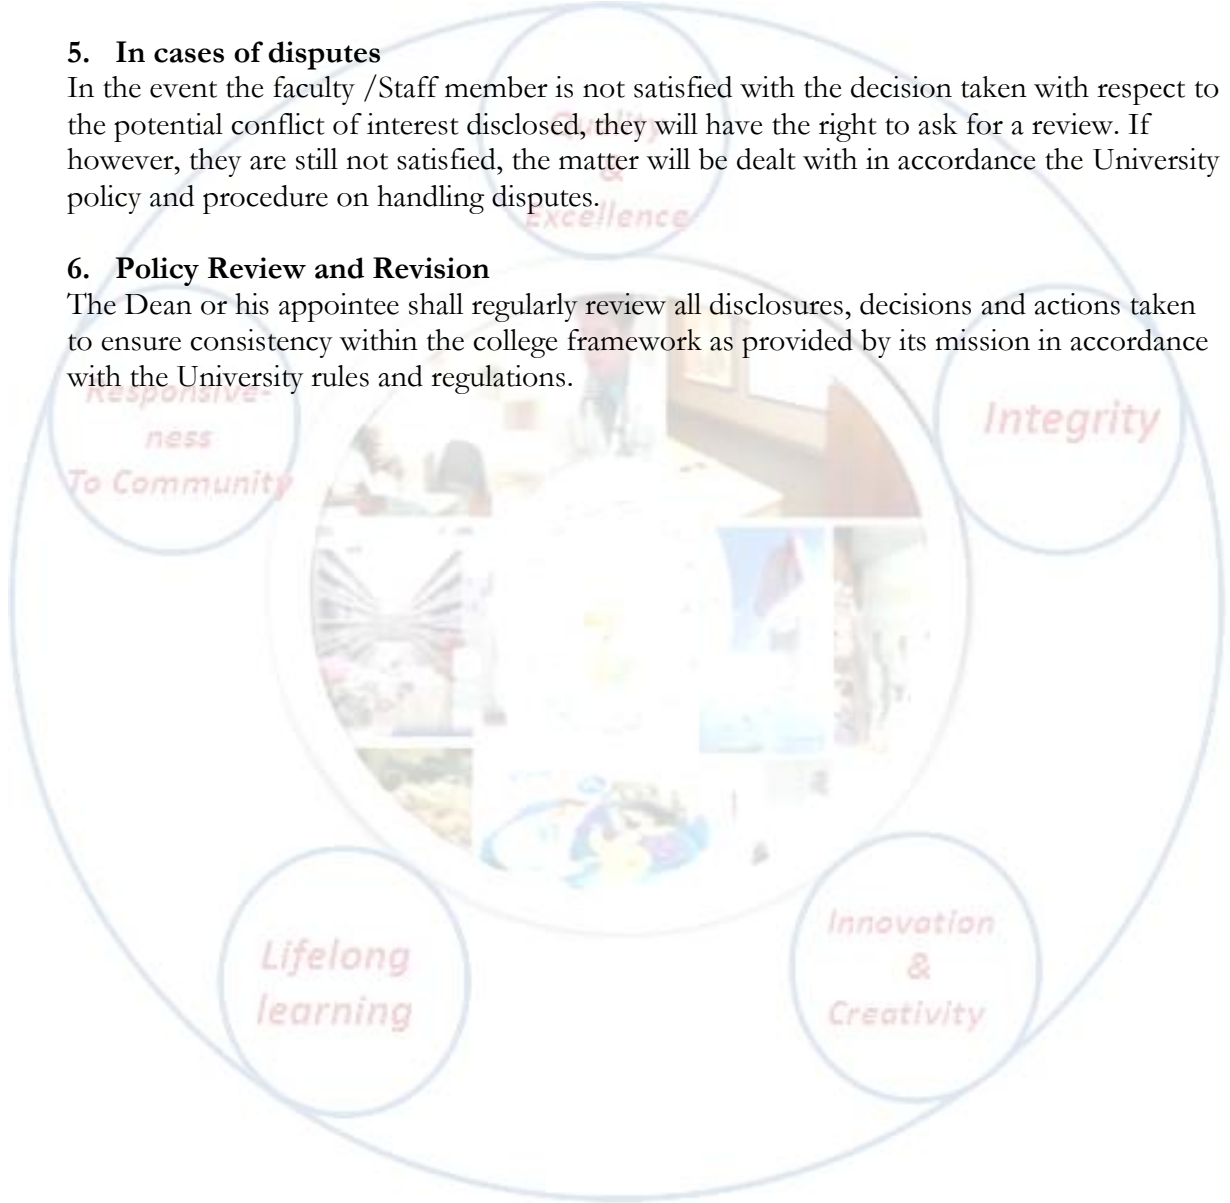 5. In cases of disputes
In the event the faculty /Staff member is not satisfied with the decision taken with respect to
the potential conflict of interest disclosed, they will have the right to ask for a review. If
however, they are still not satisfied, the matter will be dealt with in accordance the University
policy and procedure on handling disputes.
6. Policy Review and Revision
The Dean or his appointee shall regularly review all disclosures, decisions and actions taken
to ensure consistency within the college framework as provided by its mission in accordance
with the University rules and regulations.
Quality
&
Excellence
Responsive-
ness
To Community
Integrity
Lifelong
learning
Innovation
&
Creativity